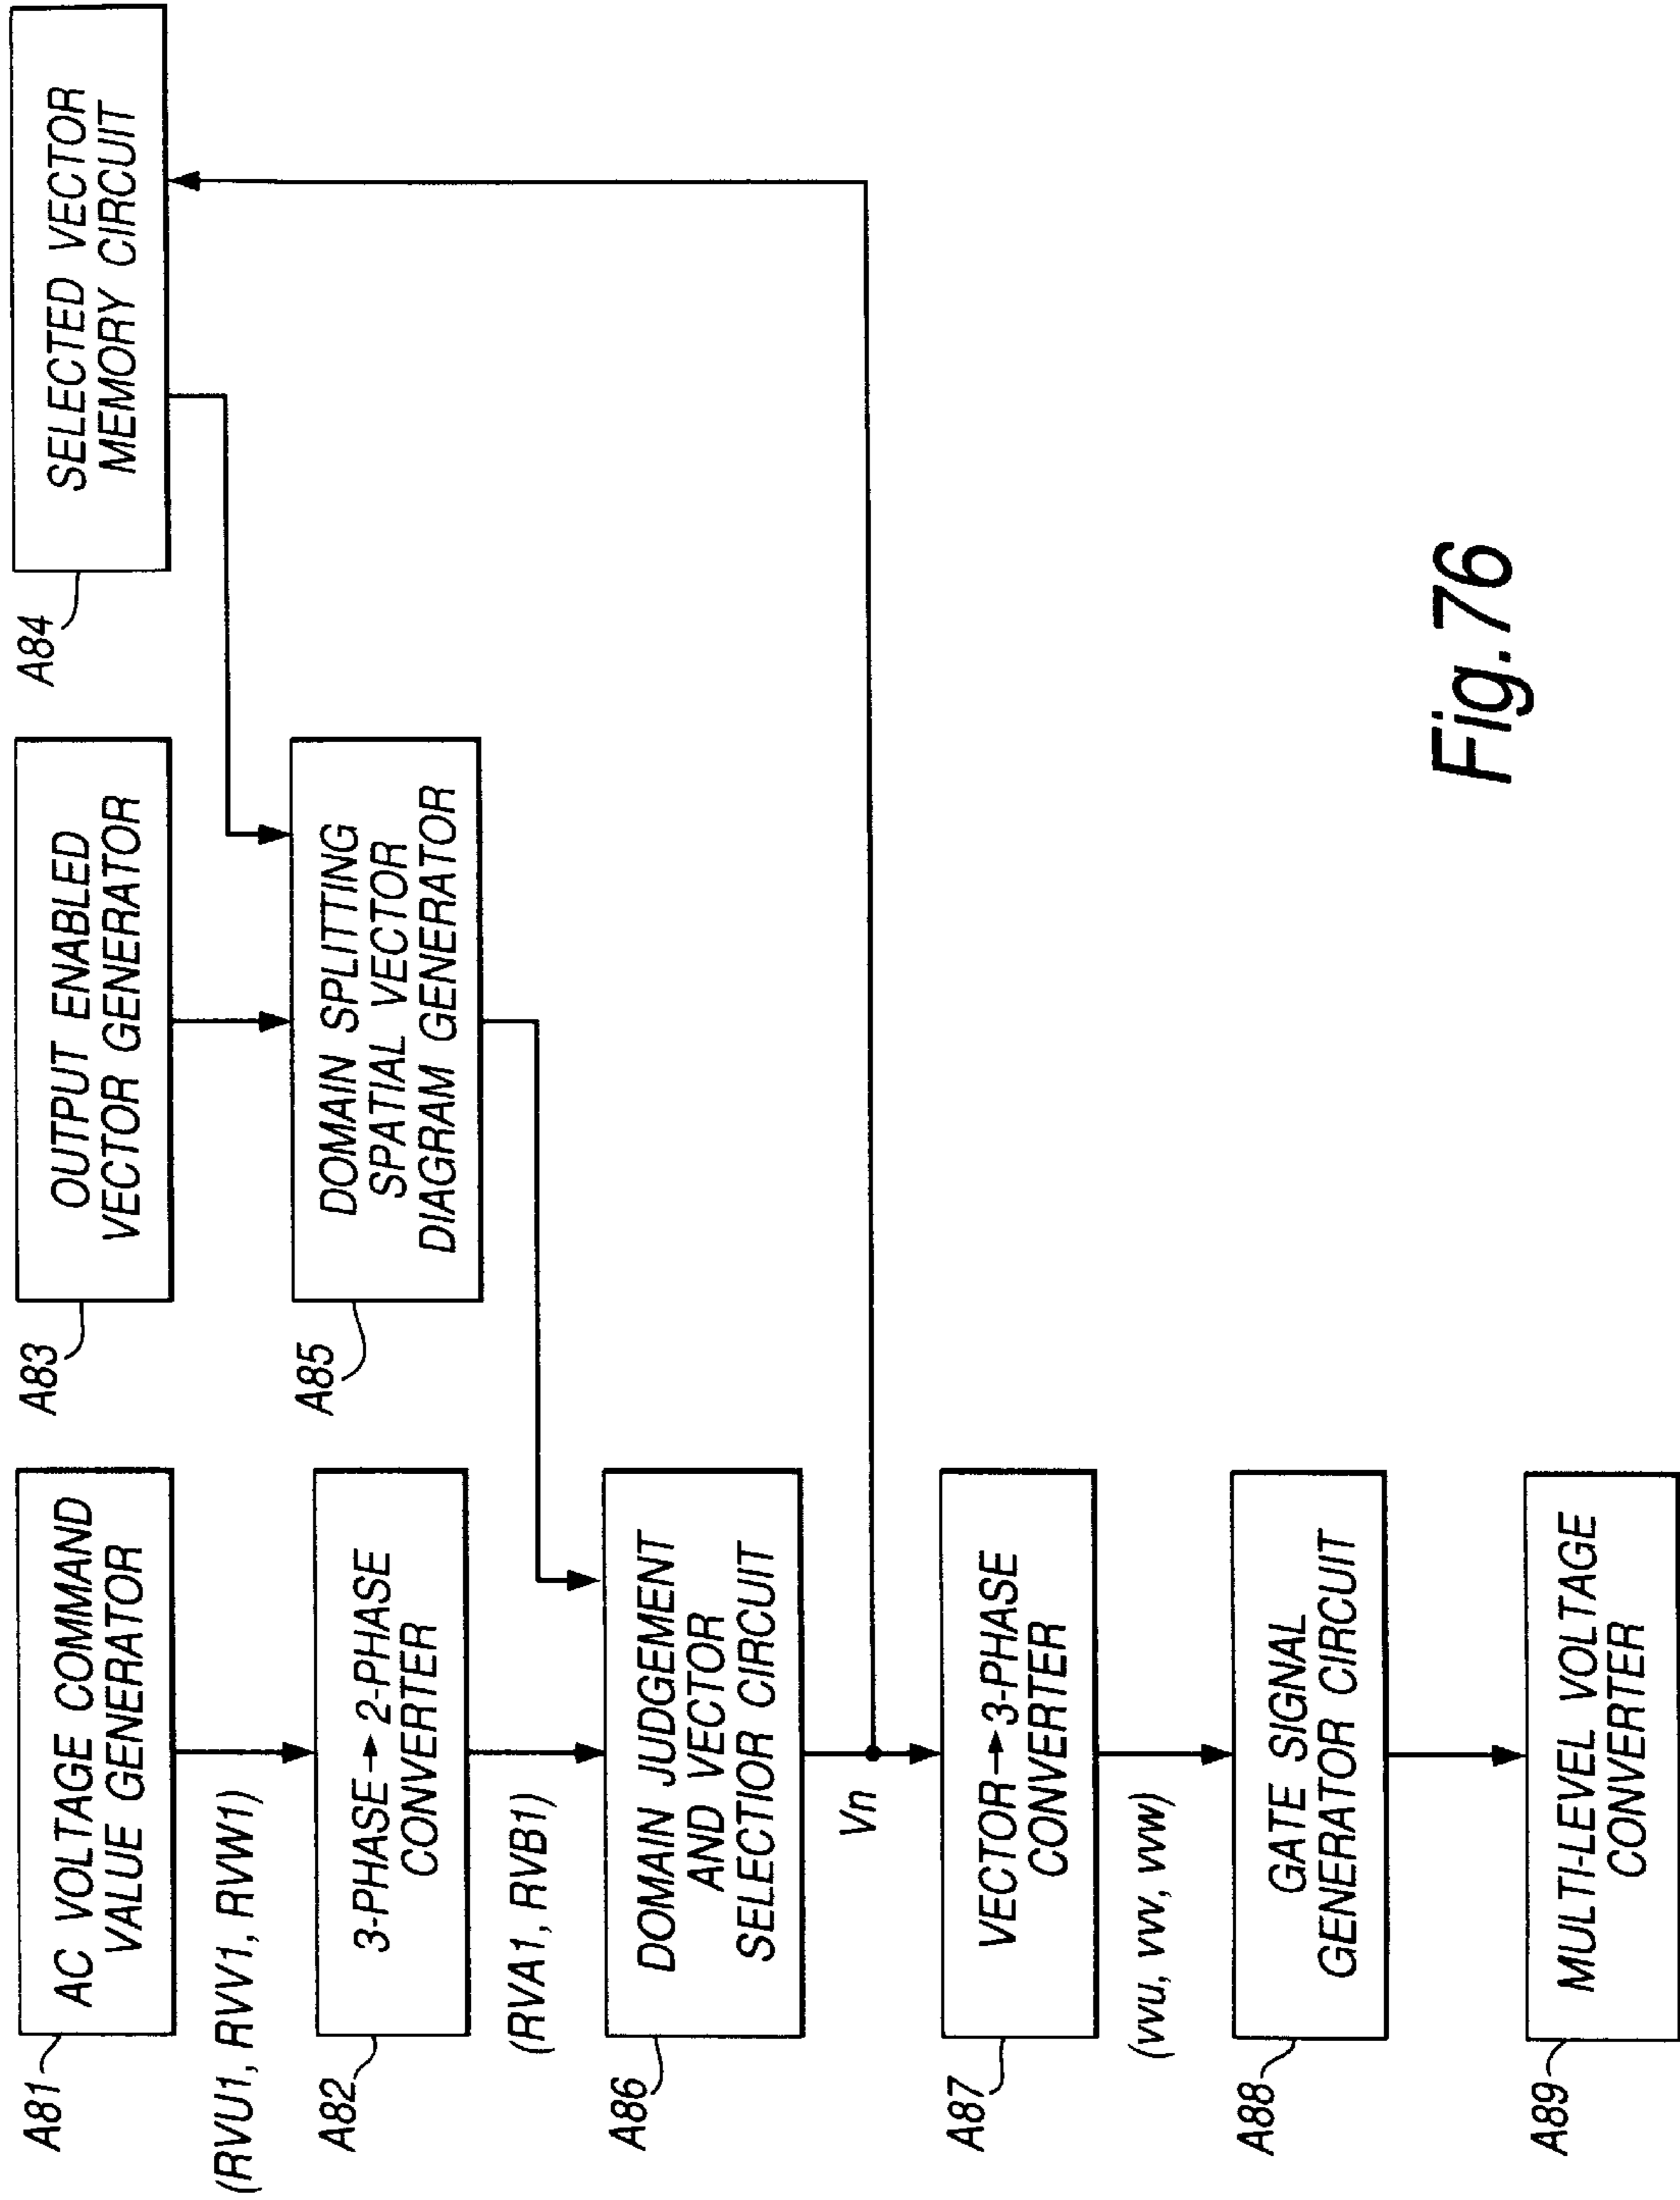 A81
AC VOLTAGE COMMAND
VALUE GENERATOR
(RVU1, RVV1, RVW1)
A82
3-PHASE→2-PHASE
CONVERTER
(RVA1, RVB1)
A86
DOMAIN JUDGEMENT
AND VECTOR
SELECTIOR CIRCUIT
Vn
A87
VECTOR→3-PHASE
CONVERTER
(vvu, vvv, vvw)
A88
GATE SIGNAL
GENERATOR CIRCUIT
A89
MULTI-LEVEL VOLTAGE
CONVERTER
A83
OUTPUT ENABLED
VECTOR GENERATOR
A85
DOMAIN SPLITTING
SPATIAL VECTOR
DIAGRAM GENERATOR
A84
SELECTED VECTOR
MEMORY CIRCUIT
Fig.76